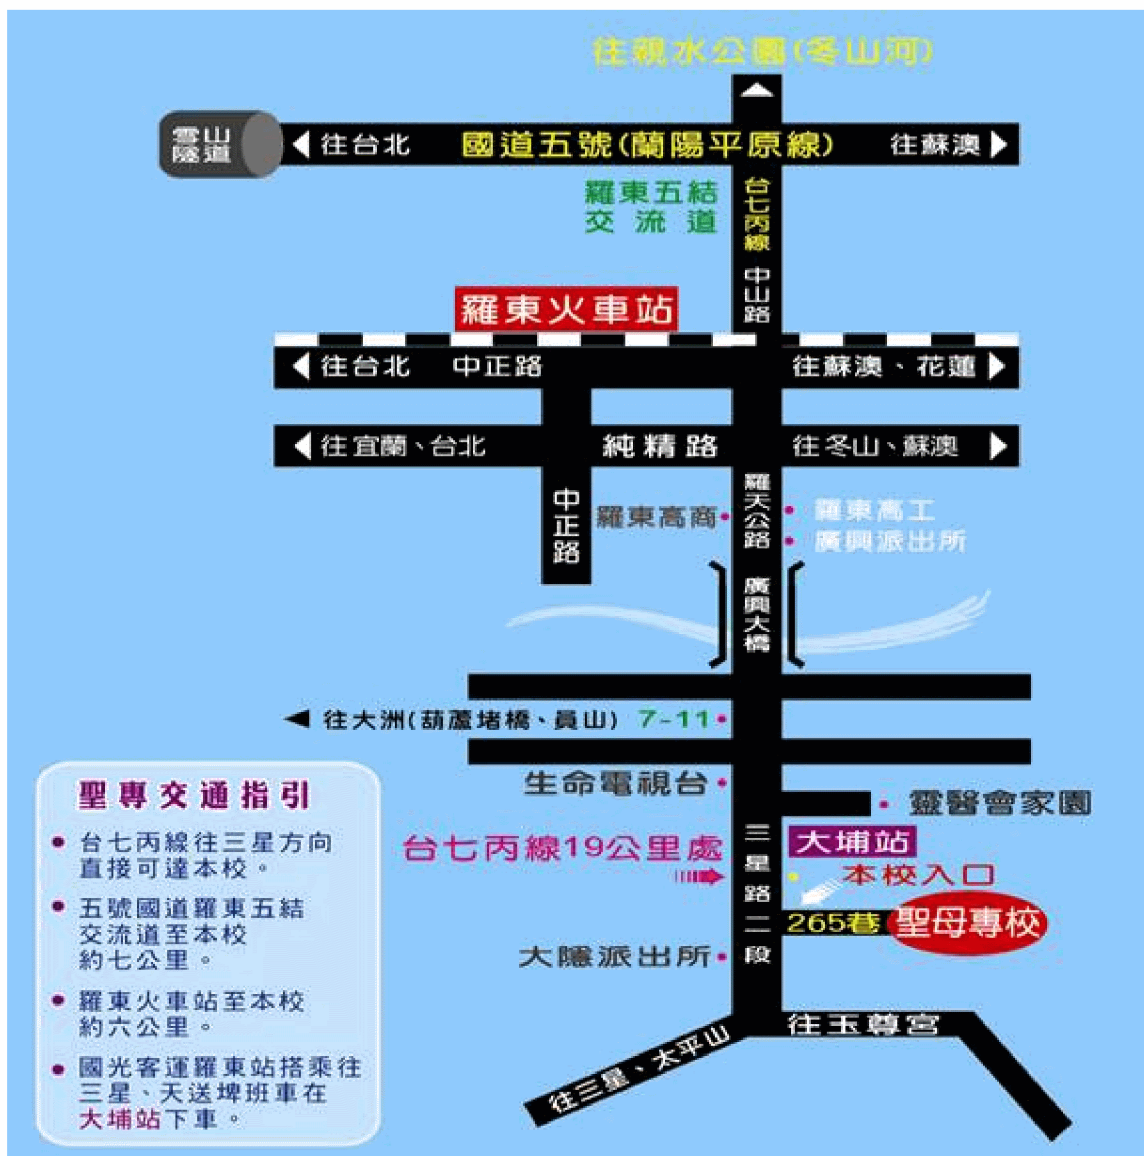 往親水公園(冬山河)
雪山
隧道
往台北
國道五號(蘭陽平原線)
往蘇澳
羅東五結
交流道
台七丙線
中山路
羅東火車站
往台北
中正路
往蘇澳、花蓮
往宜蘭、台北
純精路
往冬山、蘇澳
中正路
羅東高商
羅天公路
羅東高工
廣興派出所
廣興大橋
往大洲(葫蘆堵橋、員山)
7-11
生命電視台
靈醫會家園
台七丙線19公里處
三星路二段
大埔站
本校入口
265巷
聖母專校
大隱派出所
往玉尊宮
往三星、太平山
聖專交通指引
台七丙線往三星方向
直接可達本校。
五號國道羅東五結
交流道至本校
約七公里。
羅東火車站至本校
約六公里。
國光客運羅東站搭乘往
三星、天送埤班車在
大埔站下車。